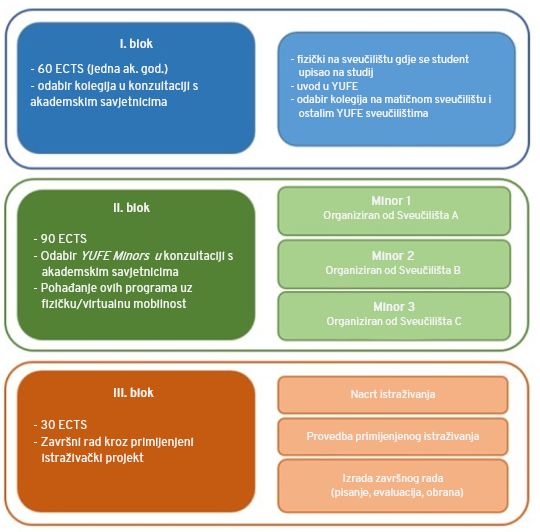 I. blok
- 60 ECTS (jedna ak. god.)
- odabir kolegija u konzultaciji s
akademskim savjetnicima
- fizički na sveučilištu gdje se student
upisao na studij
- uvod u YUFE
- odabir kolegija na matičnom sveučilištu i
ostalim YUFE sveučilištima
II. blok
- 90 ECTS
- Odabir YUFE Minors u konzultaciji s
akademskim savjetnicima
- Pohađanje ovih programa uz
fizičku/virtualnu mobilnost
Minor 1
Organiziran od Sveučilišta A
Minor 2
Organiziran od Sveučilišta B
Minor 3
Organiziran od Sveučilišta C
III. blok
- 30 ECTS
- Završni rad kroz primijenjeni
istraživački projekt
Nacrt istraživanja
Provedba primijenjenog istraživanja
Izrada završnog rada
(pisanje, evaluacija, obrana)